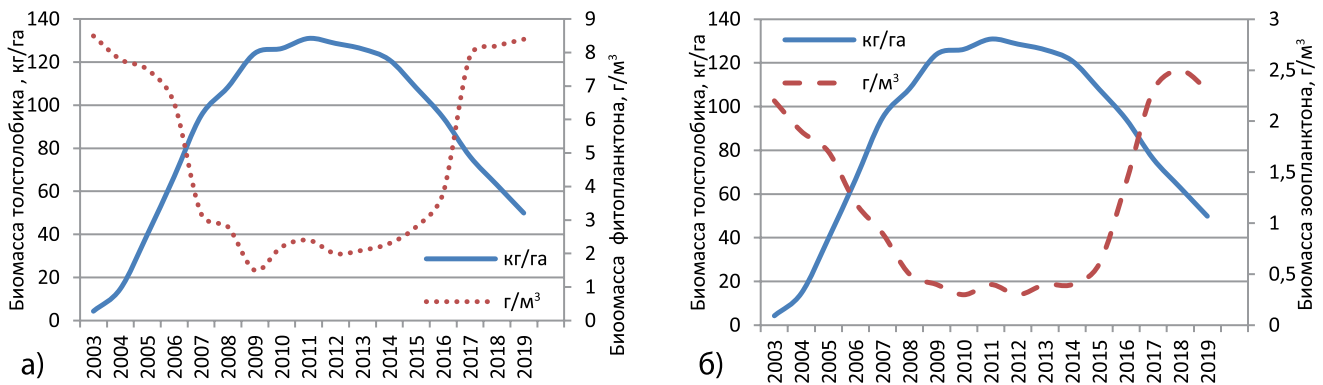 Биомасса толстолобика , кг/га
140
120
100
80
60
40
20
0
9
8
7
6
5
4
3
2
1
0
Биоомасса фитопланктона, г/м³
кг/га
г/м³
2003 2004 2005 2006 2007 2008 2009 2010 2011 2012 2013 2014 2015 2016 2017 2018 2019
а)
Биомасса толстолобика, кг/га
140
120
100
80
60
40
20
0
3
2,5
2
1,5
1
0,5
0
Биомасса зоопланктона, г/м³
кг/га
г/м³
2003 2004 2005 2006 2007 2008 2009 2010 2011 2012 2013 2014 2015 2016 2017 2018 2019
б)